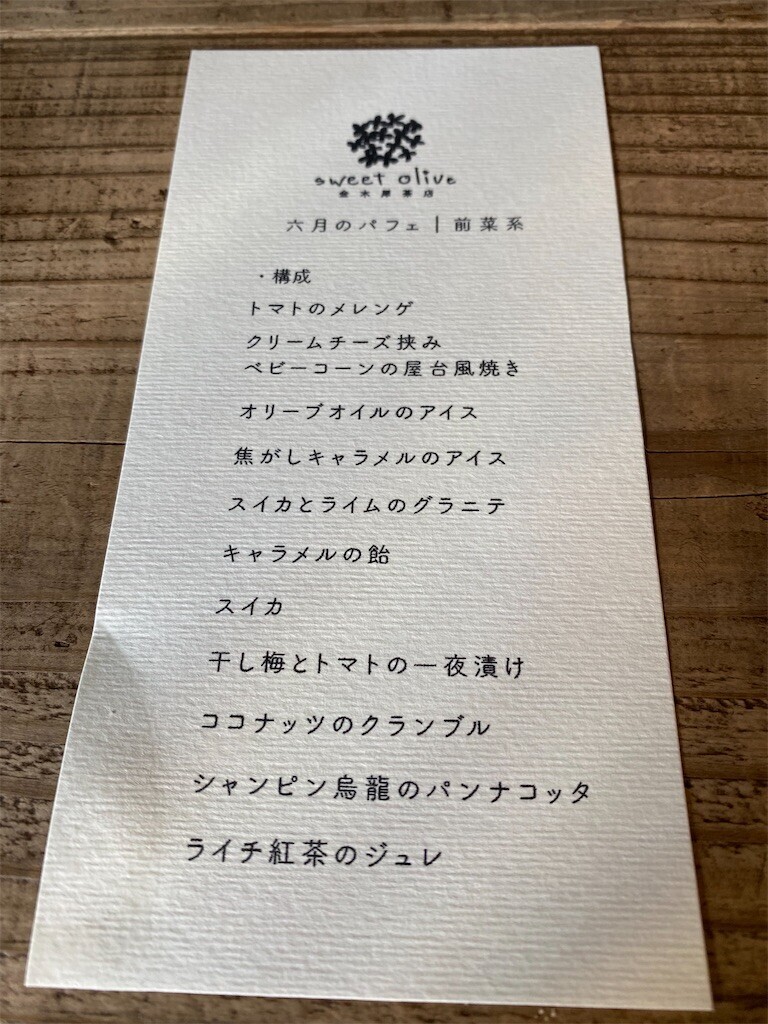 sweet olive
金木犀茶店
六月のパフェ | 前菜系
・構成
トマトのメレンゲ
クリームチーズ挟み
ベビーコーンの屋台風焼き
オリーブオイルのアイス
焦がしキャラメルのアイス
スイカとライムのグラニテ
キャラメルの飴
スイカ
干し梅とトマトの一夜漬け
ココナッツのクランブル
シャンピン烏龍のパンナコッタ
ライチ紅茶のジュレ